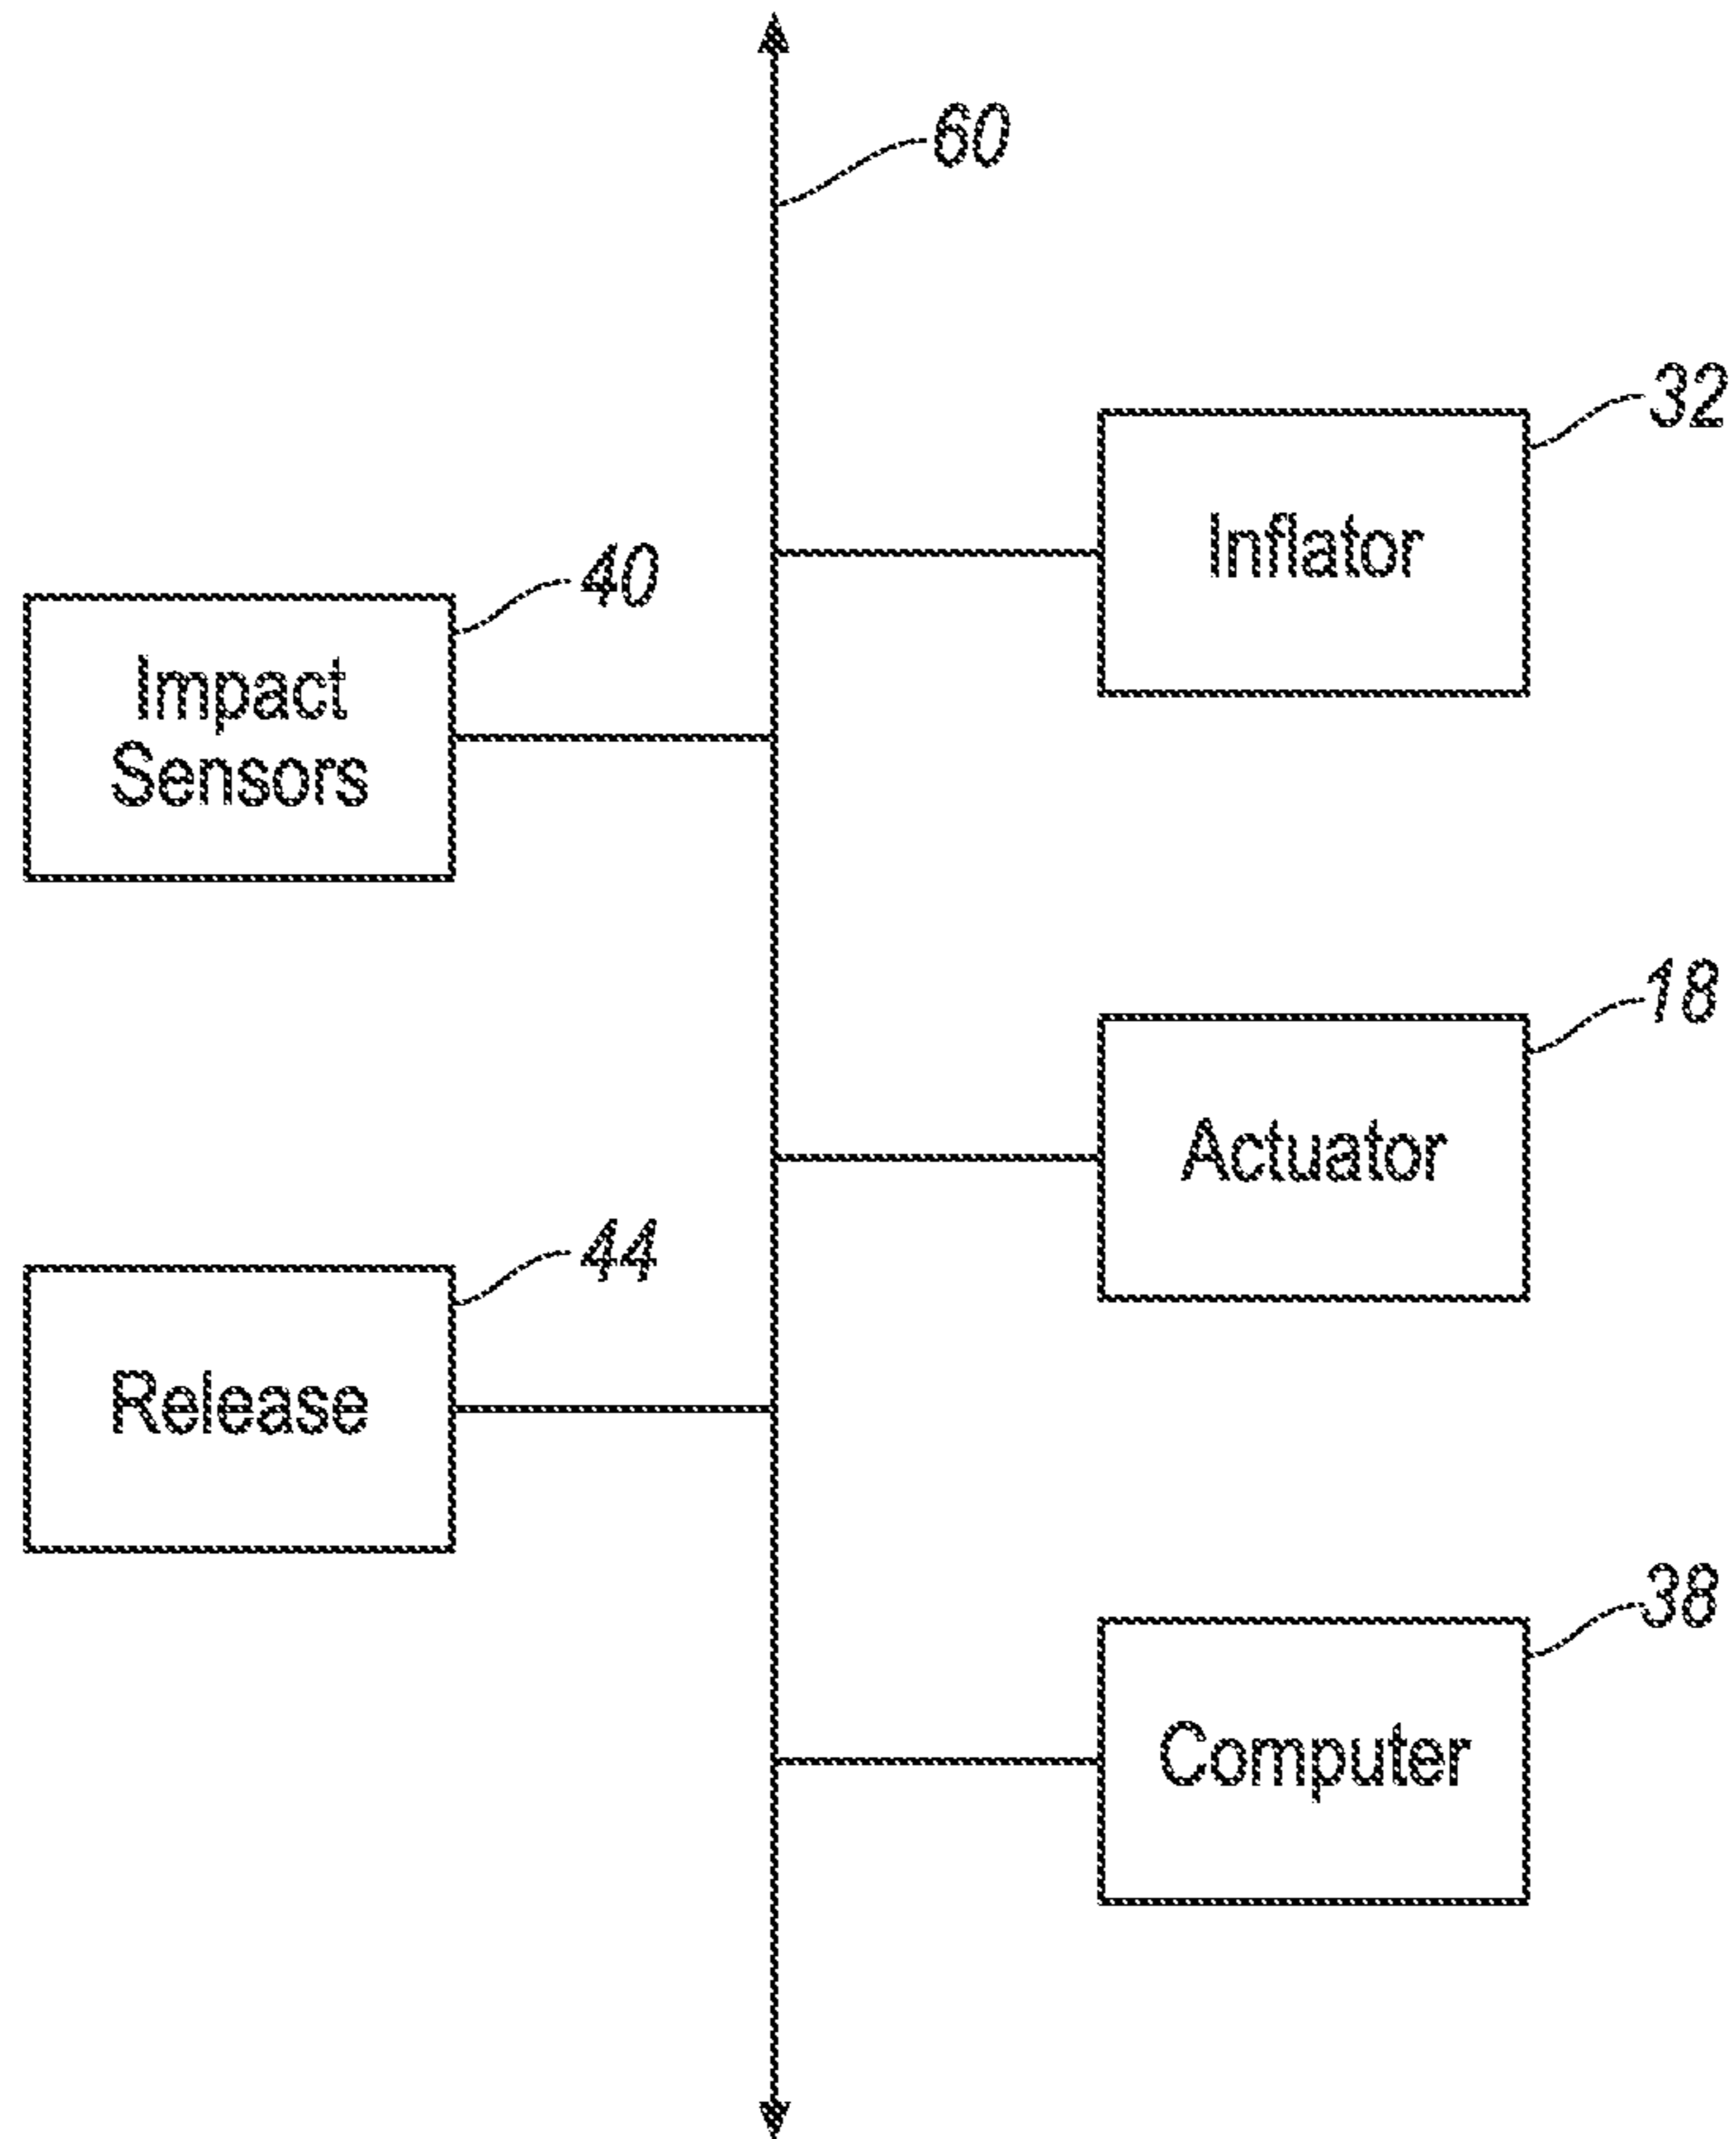 60
32
Inflator
40
Impact
Sensors
18
Actuator
44
Release
38
Computer